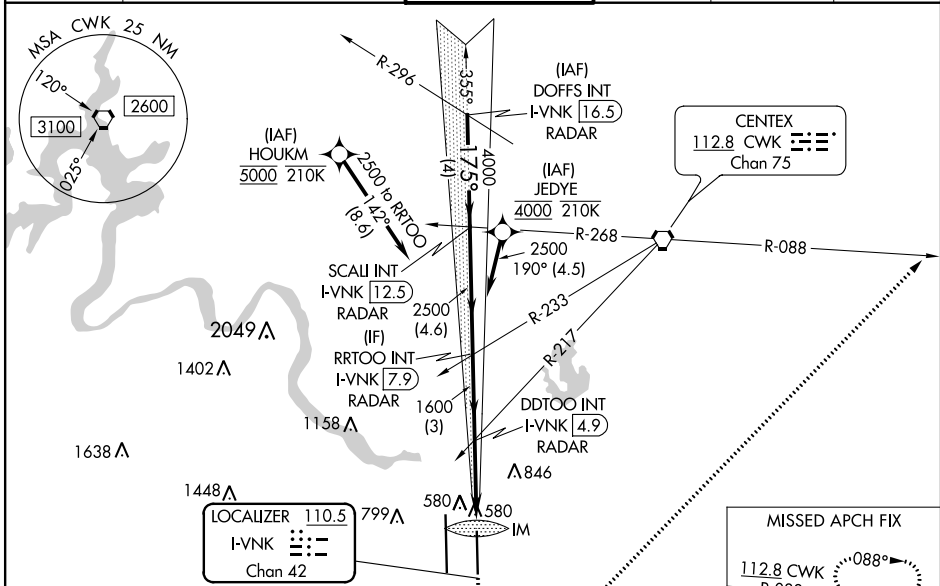 MSA CWK 25 NM
120°
2600
3100
025°
R-296
355°
(IAF)
DOFFS INT
I-VNK 16.5
RADAR
CENTEX
112.8 CWK
Chan 75
(IAF)
HOUKM
5000 210K
2500 to RRTOO
142°
(8.6)
(4)
175°
4000
(IAF)
JEDYE
4000 210K
R-268
R-088
2500
190° (4.5)
SCALI INT
I-VNK 12.5
RADAR
2500
(4.6)
R-233
R-217
2049
(IF)
RRTOO INT
I-VNK 7.9
RADAR
1402
1600
(3)
DDTOO INT
I-VNK 4.9
RADAR
1158
1638
846
1448
580
580
799
IM
LOCALIZER 110.5
I-VNK
Chan 42
MISSED APCH FIX
112.8 CWK
088°